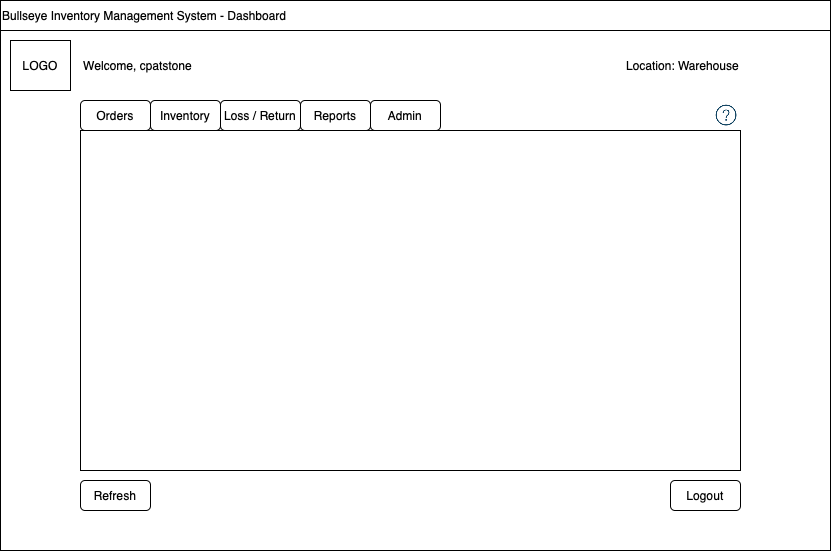 Bullseye Inventory Management System - Dashboard
LOGO
Welcome, cpatstone
Location: Warehouse
Orders
Inventory
Loss / Return
Reports
Admin
?
Refresh
Logout